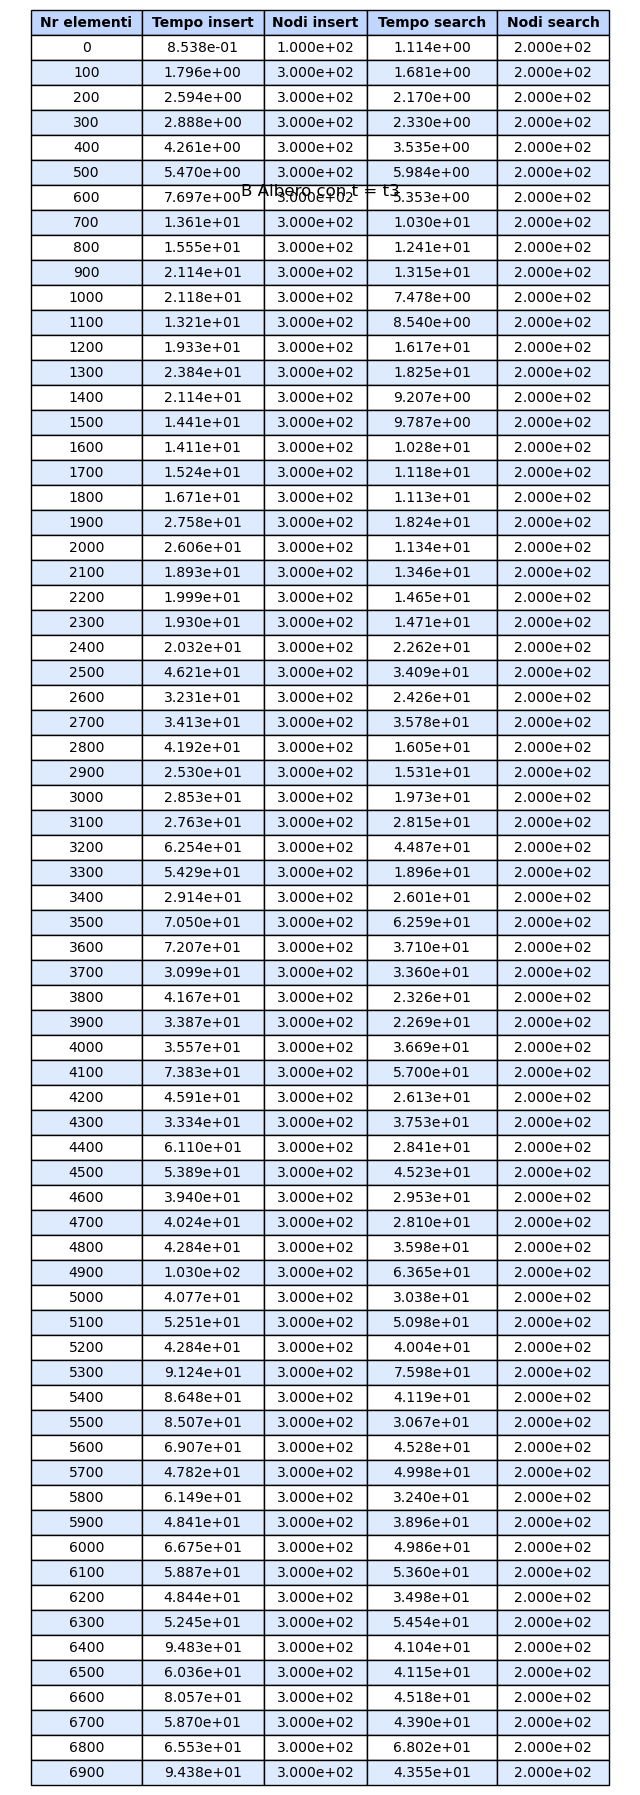 Nr elementi Tempo insert Nodi insert Tempo search Nodi search
0 8.538e-01 1.000e+02 1.114e+00 2.000e+02
100 1.796e+00 3.000e+02 1.681e+00 2.000e+02
200 2.594e+00 3.000e+02 2.170e+00 2.000e+02
300 2.888e+00 3.000e+02 2.330e+00 2.000e+02
400 4.261e+00 3.000e+02 3.535e+00 2.000e+02
500 5.470e+00 3.000e+02 5.984e+00 2.000e+02
B Albero con t = t3
600 7.697e+00 3.000e+02 5.353e+00 2.000e+02
700 1.361e+01 3.000e+02 1.030e+01 2.000e+02
800 1.555e+01 3.000e+02 1.241e+01 2.000e+02
900 2.114e+01 3.000e+02 1.315e+01 2.000e+02
1000 2.118e+01 3.000e+02 7.478e+00 2.000e+02
1100 1.321e+01 3.000e+02 8.540e+00 2.000e+02
1200 1.933e+01 3.000e+02 1.617e+01 2.000e+02
1300 2.384e+01 3.000e+02 1.825e+01 2.000e+02
1400 2.114e+01 3.000e+02 9.207e+00 2.000e+02
1500 1.441e+01 3.000e+02 9.787e+00 2.000e+02
1600 1.411e+01 3.000e+02 1.028e+01 2.000e+02
1700 1.524e+01 3.000e+02 1.118e+01 2.000e+02
1800 1.671e+01 3.000e+02 1.113e+01 2.000e+02
1900 2.758e+01 3.000e+02 1.824e+01 2.000e+02
2000 2.606e+01 3.000e+02 1.134e+01 2.000e+02
2100 1.893e+01 3.000e+02 1.346e+01 2.000e+02
2200 1.999e+01 3.000e+02 1.465e+01 2.000e+02
2300 1.930e+01 3.000e+02 1.471e+01 2.000e+02
2400 2.032e+01 3.000e+02 2.262e+01 2.000e+02
2500 4.621e+01 3.000e+02 3.409e+01 2.000e+02
2600 3.231e+01 3.000e+02 2.426e+01 2.000e+02
2700 3.413e+01 3.000e+02 3.578e+01 2.000e+02
2800 4.192e+01 3.000e+02 1.605e+01 2.000e+02
2900 2.530e+01 3.000e+02 1.531e+01 2.000e+02
3000 2.853e+01 3.000e+02 1.973e+01 2.000e+02
3100 2.763e+01 3.000e+02 2.815e+01 2.000e+02
3200 6.254e+01 3.000e+02 4.487e+01 2.000e+02
3300 5.429e+01 3.000e+02 1.896e+01 2.000e+02
3400 2.914e+01 3.000e+02 2.601e+01 2.000e+02
3500 7.050e+01 3.000e+02 6.259e+01 2.000e+02
3600 7.207e+01 3.000e+02 3.710e+01 2.000e+02
3700 3.099e+01 3.000e+02 3.360e+01 2.000e+02
3800 4.167e+01 3.000e+02 2.326e+01 2.000e+02
3900 3.387e+01 3.000e+02 2.269e+01 2.000e+02
4000 3.557e+01 3.000e+02 3.669e+01 2.000e+02
4100 7.383e+01 3.000e+02 5.700e+01 2.000e+02
4200 4.591e+01 3.000e+02 2.613e+01 2.000e+02
4300 3.334e+01 3.000e+02 3.753e+01 2.000e+02
4400 6.110e+01 3.000e+02 2.841e+01 2.000e+02
4500 5.389e+01 3.000e+02 4.523e+01 2.000e+02
4600 3.940e+01 3.000e+02 2.953e+01 2.000e+02
4700 4.024e+01 3.000e+02 2.810e+01 2.000e+02
4800 4.284e+01 3.000e+02 3.598e+01 2.000e+02
4900 1.030e+02 3.000e+02 6.365e+01 2.000e+02
5000 4.077e+01 3.000e+02 3.038e+01 2.000e+02
5100 5.251e+01 3.000e+02 5.098e+01 2.000e+02
5200 4.284e+01 3.000e+02 4.004e+01 2.000e+02
5300 9.124e+01 3.000e+02 7.598e+01 2.000e+02
5400 8.648e+01 3.000e+02 4.119e+01 2.000e+02
5500 8.507e+01 3.000e+02 3.067e+01 2.000e+02
5600 6.907e+01 3.000e+02 4.528e+01 2.000e+02
5700 4.782e+01 3.000e+02 4.998e+01 2.000e+02
5800 6.149e+01 3.000e+02 3.240e+01 2.000e+02
5900 4.841e+01 3.000e+02 3.896e+01 2.000e+02
6000 6.675e+01 3.000e+02 4.986e+01 2.000e+02
6100 5.887e+01 3.000e+02 5.360e+01 2.000e+02
6200 4.844e+01 3.000e+02 3.498e+01 2.000e+02
6300 5.245e+01 3.000e+02 5.454e+01 2.000e+02
6400 9.483e+01 3.000e+02 4.104e+01 2.000e+02
6500 6.036e+01 3.000e+02 4.115e+01 2.000e+02
6600 8.057e+01 3.000e+02 4.518e+01 2.000e+02
6700 5.870e+01 3.000e+02 4.390e+01 2.000e+02
6800 6.553e+01 3.000e+02 6.802e+01 2.000e+02
6900 9.438e+01 3.000e+02 4.355e+01 2.000e+02